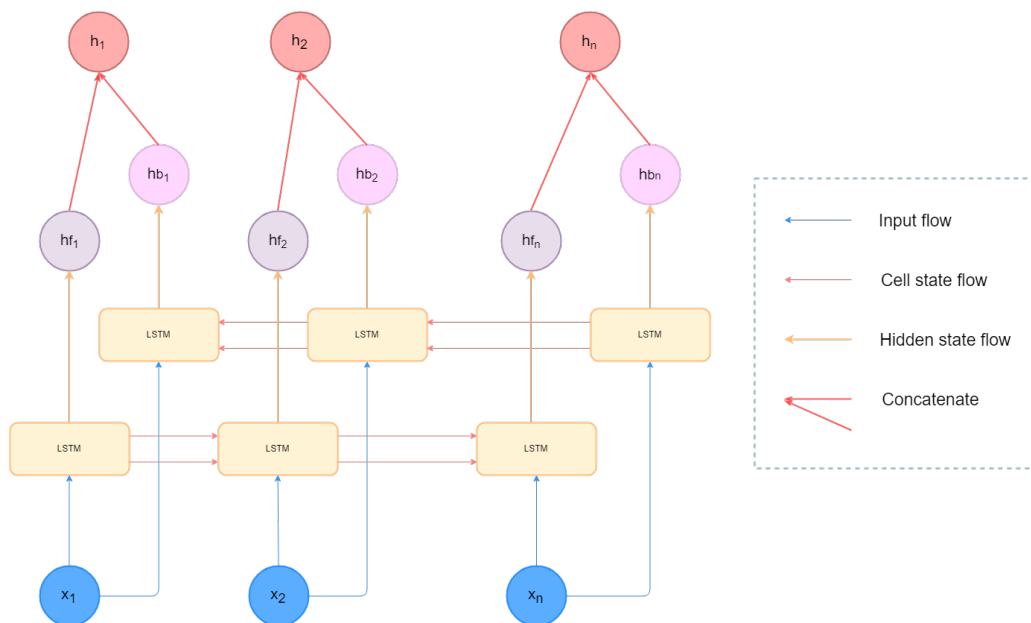 h1
h2
hn
hb1
hb2
hbn
hf1
hf2
hfn
LSTM
LSTM
LSTM
LSTM
LSTM
LSTM
x1
x2
xn
Input flow
Cell state flow
Hidden state flow
Concatenate